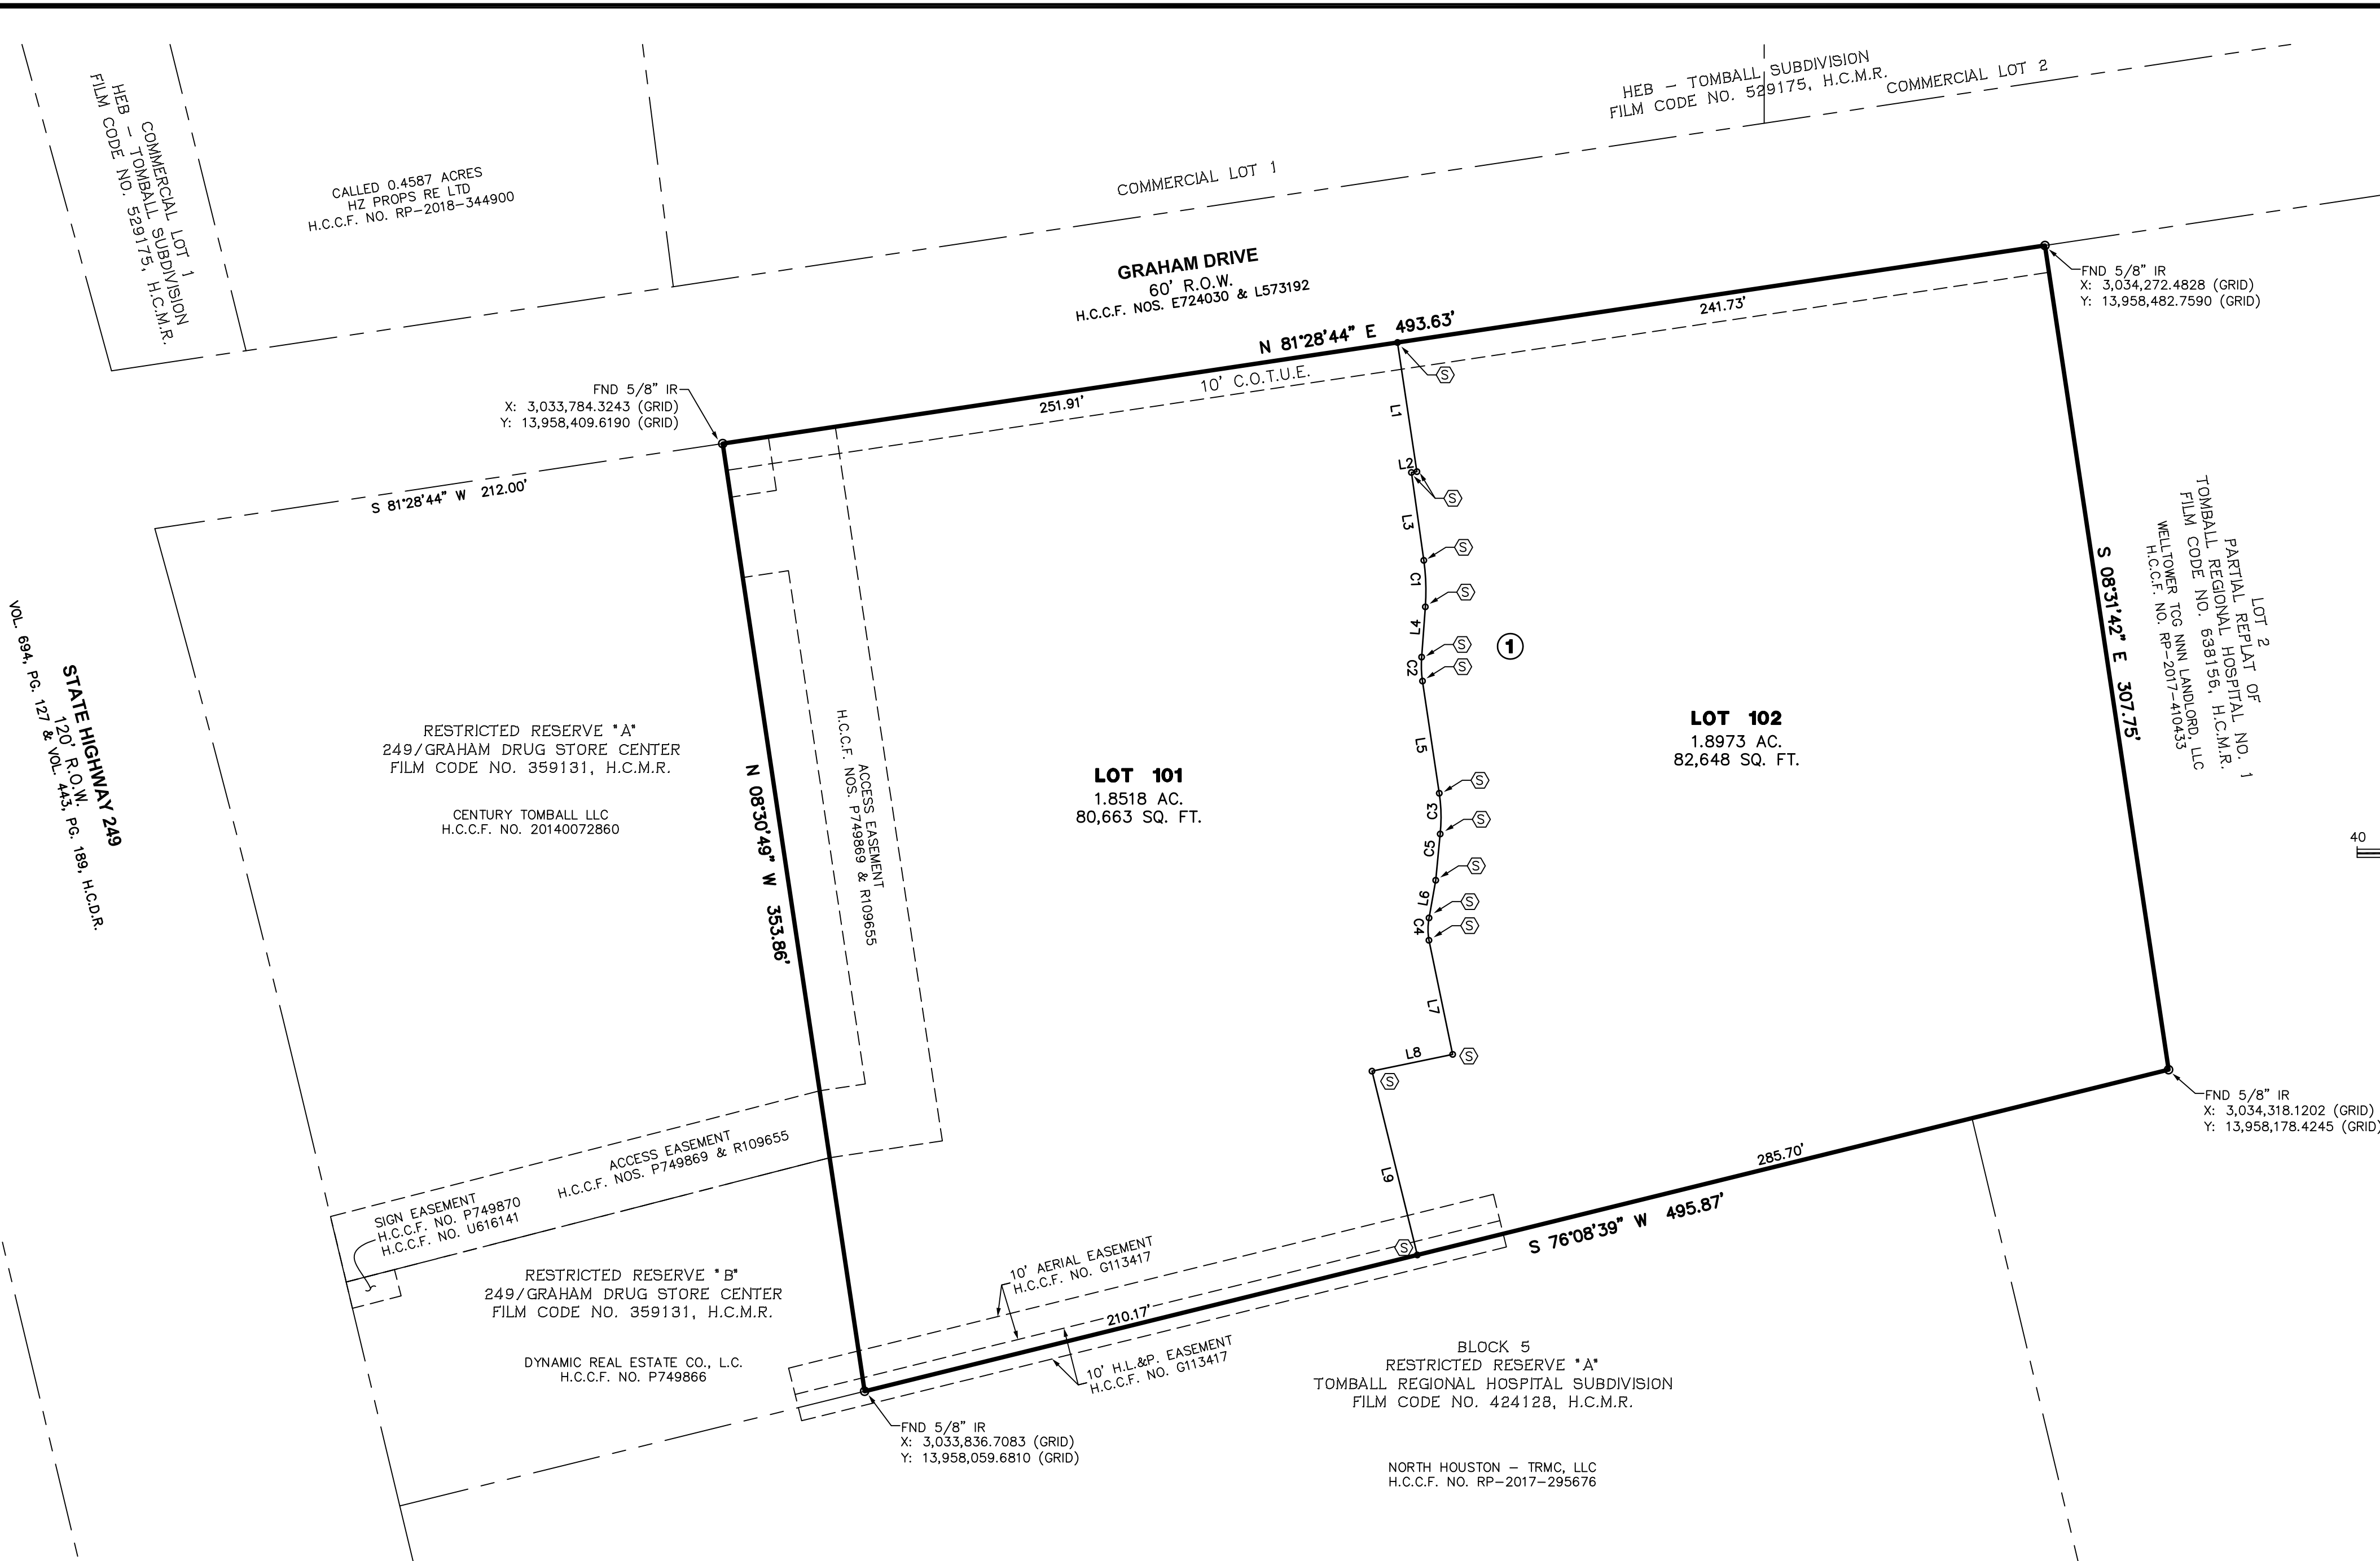 COMMERCIAL LOT 1
HEB - TOMBALL SUBDIVISION
FILM CODE NO. 529175, H.C.M.R.
CALLED 0.4587 ACRES
HZ PROPS RE LTD
H.C.C.F. NO. RP-2018-344900
COMMERCIAL LOT 1
HEB - TOMBALL SUBDIVISION
FILM CODE NO. 529175, H.C.M.R.
COMMERCIAL LOT 2
GRAHAM DRIVE
60' R.O.W.
H.C.C.F. NOS. E724030 & L573192
FND 5/8" IR
X: 3,034,272.4828 (GRID)
Y: 13,958,482.7590 (GRID)
N 81°28'44" E 493.63'
241.73'
10' C.O.T.U.E.
251.91'
FND 5/8" IR
X: 3,033,784.3243 (GRID)
Y: 13,958,409.6190 (GRID)
S 81°28'44" W 212.00'
S
L1
L2
S
L3
S
C1
S
L4
S
C2
S
1
L5
S
C3
S
C5
S
L6
S
C4
S
L7
L8
S
S
L9
S
S 08°31'42" E 307.75'
LOT 2
PARTIAL REPLAT OF
TOMBALL REGIONAL HOSPITAL NO. 1
FILM CODE NO. 638156, H.C.M.R.
WELLTOWER TCG NNN LANDLORD, LLC
H.C.C.F. NO. RP-2017-410433
STATE HIGHWAY 249
120' R.O.W.
VOL. 694, PG. 127 & VOL. 443, PG. 189, H.C.D.R.
RESTRICTED RESERVE "A"
249/GRAHAM DRUG STORE CENTER
FILM CODE NO. 359131, H.C.M.R.
CENTURY TOMBALL LLC
H.C.C.F. NO. 20140072860
N 08°30'49" W 353.86'
ACCESS EASEMENT
H.C.C.F. NOS. P749869 & R109655
LOT 101
1.8518 AC.
80,663 SQ. FT.
LOT 102
1.8973 AC.
82,648 SQ. FT.
40
FND 5/8" IR
X: 3,034,318.1202 (GRID)
Y: 13,958,178.4245 (GRID)
285.70'
S 76°08'39" W 495.87'
ACCESS EASEMENT
H.C.C.F. NOS. P749869 & R109655
SIGN EASEMENT
H.C.C.F. NO. P749870
H.C.C.F. NO. U616141
RESTRICTED RESERVE "B"
249/GRAHAM DRUG STORE CENTER
FILM CODE NO. 359131, H.C.M.R.
DYNAMIC REAL ESTATE CO., L.C.
H.C.C.F. NO. P749866
10' AERIAL EASEMENT
H.C.C.F. NO. G113417
210.17'
10' H.L.&P. EASEMENT
H.C.C.F. NO. G113417
BLOCK 5
RESTRICTED RESERVE "A"
TOMBALL REGIONAL HOSPITAL SUBDIVISION
FILM CODE NO. 424128, H.C.M.R.
NORTH HOUSTON - TRMC, LLC
H.C.C.F. NO. RP-2017-295676
FND 5/8" IR
X: 3,033,836.7083 (GRID)
Y: 13,958,059.6810 (GRID)